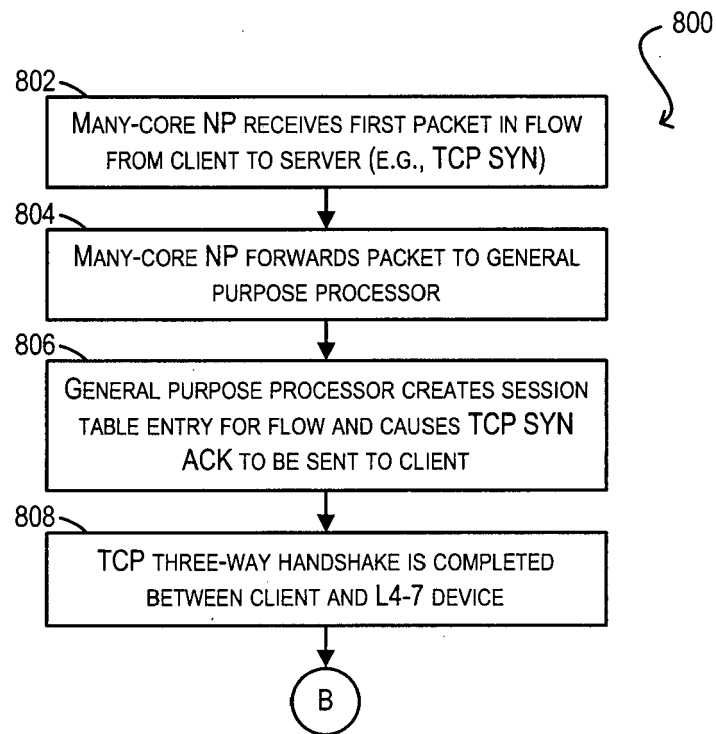 800
802
MANY-CORE NP RECEIVES FIRST PACKET IN FLOW
FROM CLIENT TO SERVER (E.G., TCP SYN)
804
MANY-CORE NP FORWARDS PACKET TO GENERAL
PURPOSE PROCESSOR
806
GENERAL PURPOSE PROCESSOR CREATES SESSION
TABLE ENTRY FOR FLOW AND CAUSES TCP SYN
ACK TO BE SENT TO CLIENT
808
TCP THREE-WAY HANDSHAKE IS COMPLETED
BETWEEN CLIENT AND L4-7 DEVICE
B